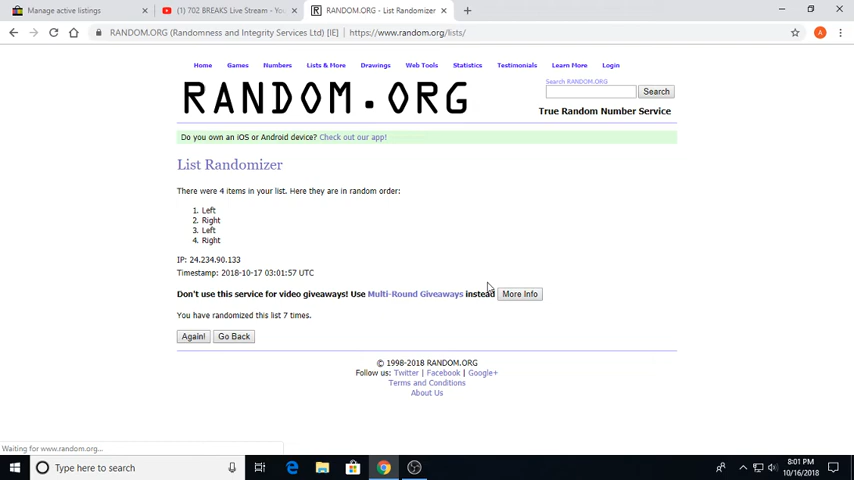 Manage active listings
(1) 702 BREAKS Live Stream - Yo
RANDOM.ORG - List Randomizer
RANDOM.ORG (Randomness and Integrity Services Ltd) [IE] | https://www.random.org/lists/
A
Home Games Numbers Lists & More Drawings Web Tools Statistics Testimonials Learn More Login
RANDOM.ORG
Search RANDOM.ORG
Search
True Random Number Service
Do you own an iOS or Android device? Check out our app!
List Randomizer
There were 4 items in your list. Here they are in random order:
1. Left
2. Right
3. Left
4. Right
IP: 24.234.90.133
Timestamp: 2018-10-17 03:01:57 UTC
Don't use this service for video giveaways! Use Multi-Round Giveaways instead More Info
You have randomized this list 7 times.
Again! Go Back
© 1998-2018 RANDOM.ORG
Follow us: Twitter | Facebook | Google+
Terms and Conditions
About Us
Waiting for www.random.org...
Type here to search
8:01 PM
10/16/2018